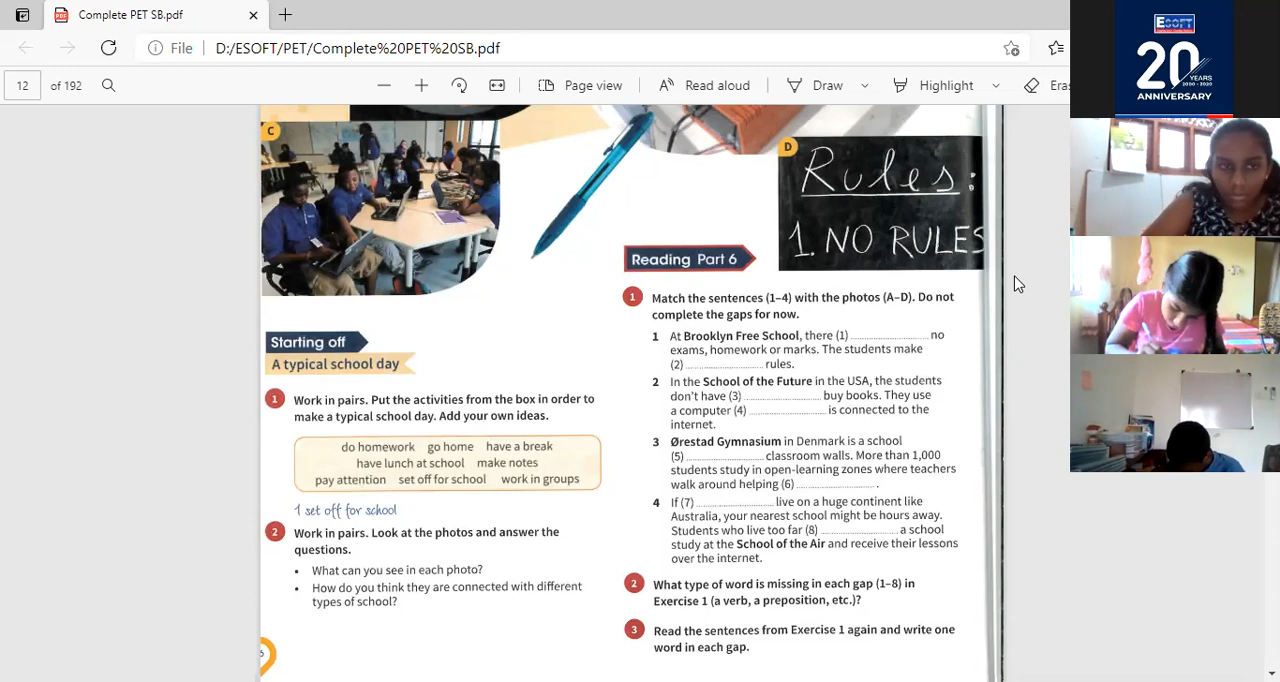 Complete PET SB.pdf
File | D:/ESOFT/PET/Complete%20PET%20SB.pdf
12 of 192
Page view
Read aloud
Draw
Highlight
ESOFT
20 YEARS
2000 - 2020
ANNIVERSARY
C
D
Rules:
1. NO RULES
Reading Part 6
1 Match the sentences (1–4) with the photos (A–D). Do not
complete the gaps for now.
1 At Brooklyn Free School, there (1) ........................ no
exams, homework or marks. The students make
(2) ........................ rules.
2 In the School of the Future in the USA, the students
don't have (3) ........................ buy books. They use
a computer (4) ........................ is connected to the
internet.
3 Ørestad Gymnasium in Denmark is a school
(5) ........................ classroom walls. More than 1,000
students study in open-learning zones where teachers
walk around helping (6) ........................ .
4 If (7) ........................ live on a huge continent like
Australia, your nearest school might be hours away.
Students who live too far (8) ........................ a school
study at the School of the Air and receive their lessons
over the internet.
2 What type of word is missing in each gap (1–8) in
Exercise 1 (a verb, a preposition, etc.)?
3 Read the sentences from Exercise 1 again and write one
word in each gap.
Starting off
A typical school day
1 Work in pairs. Put the activities from the box in order to
make a typical school day. Add your own ideas.
do homework go home have a break
have lunch at school make notes
pay attention set off for school work in groups
1 set off for school
2 Work in pairs. Look at the photos and answer the
questions.
• What can you see in each photo?
• How do you think they are connected with different
types of school?